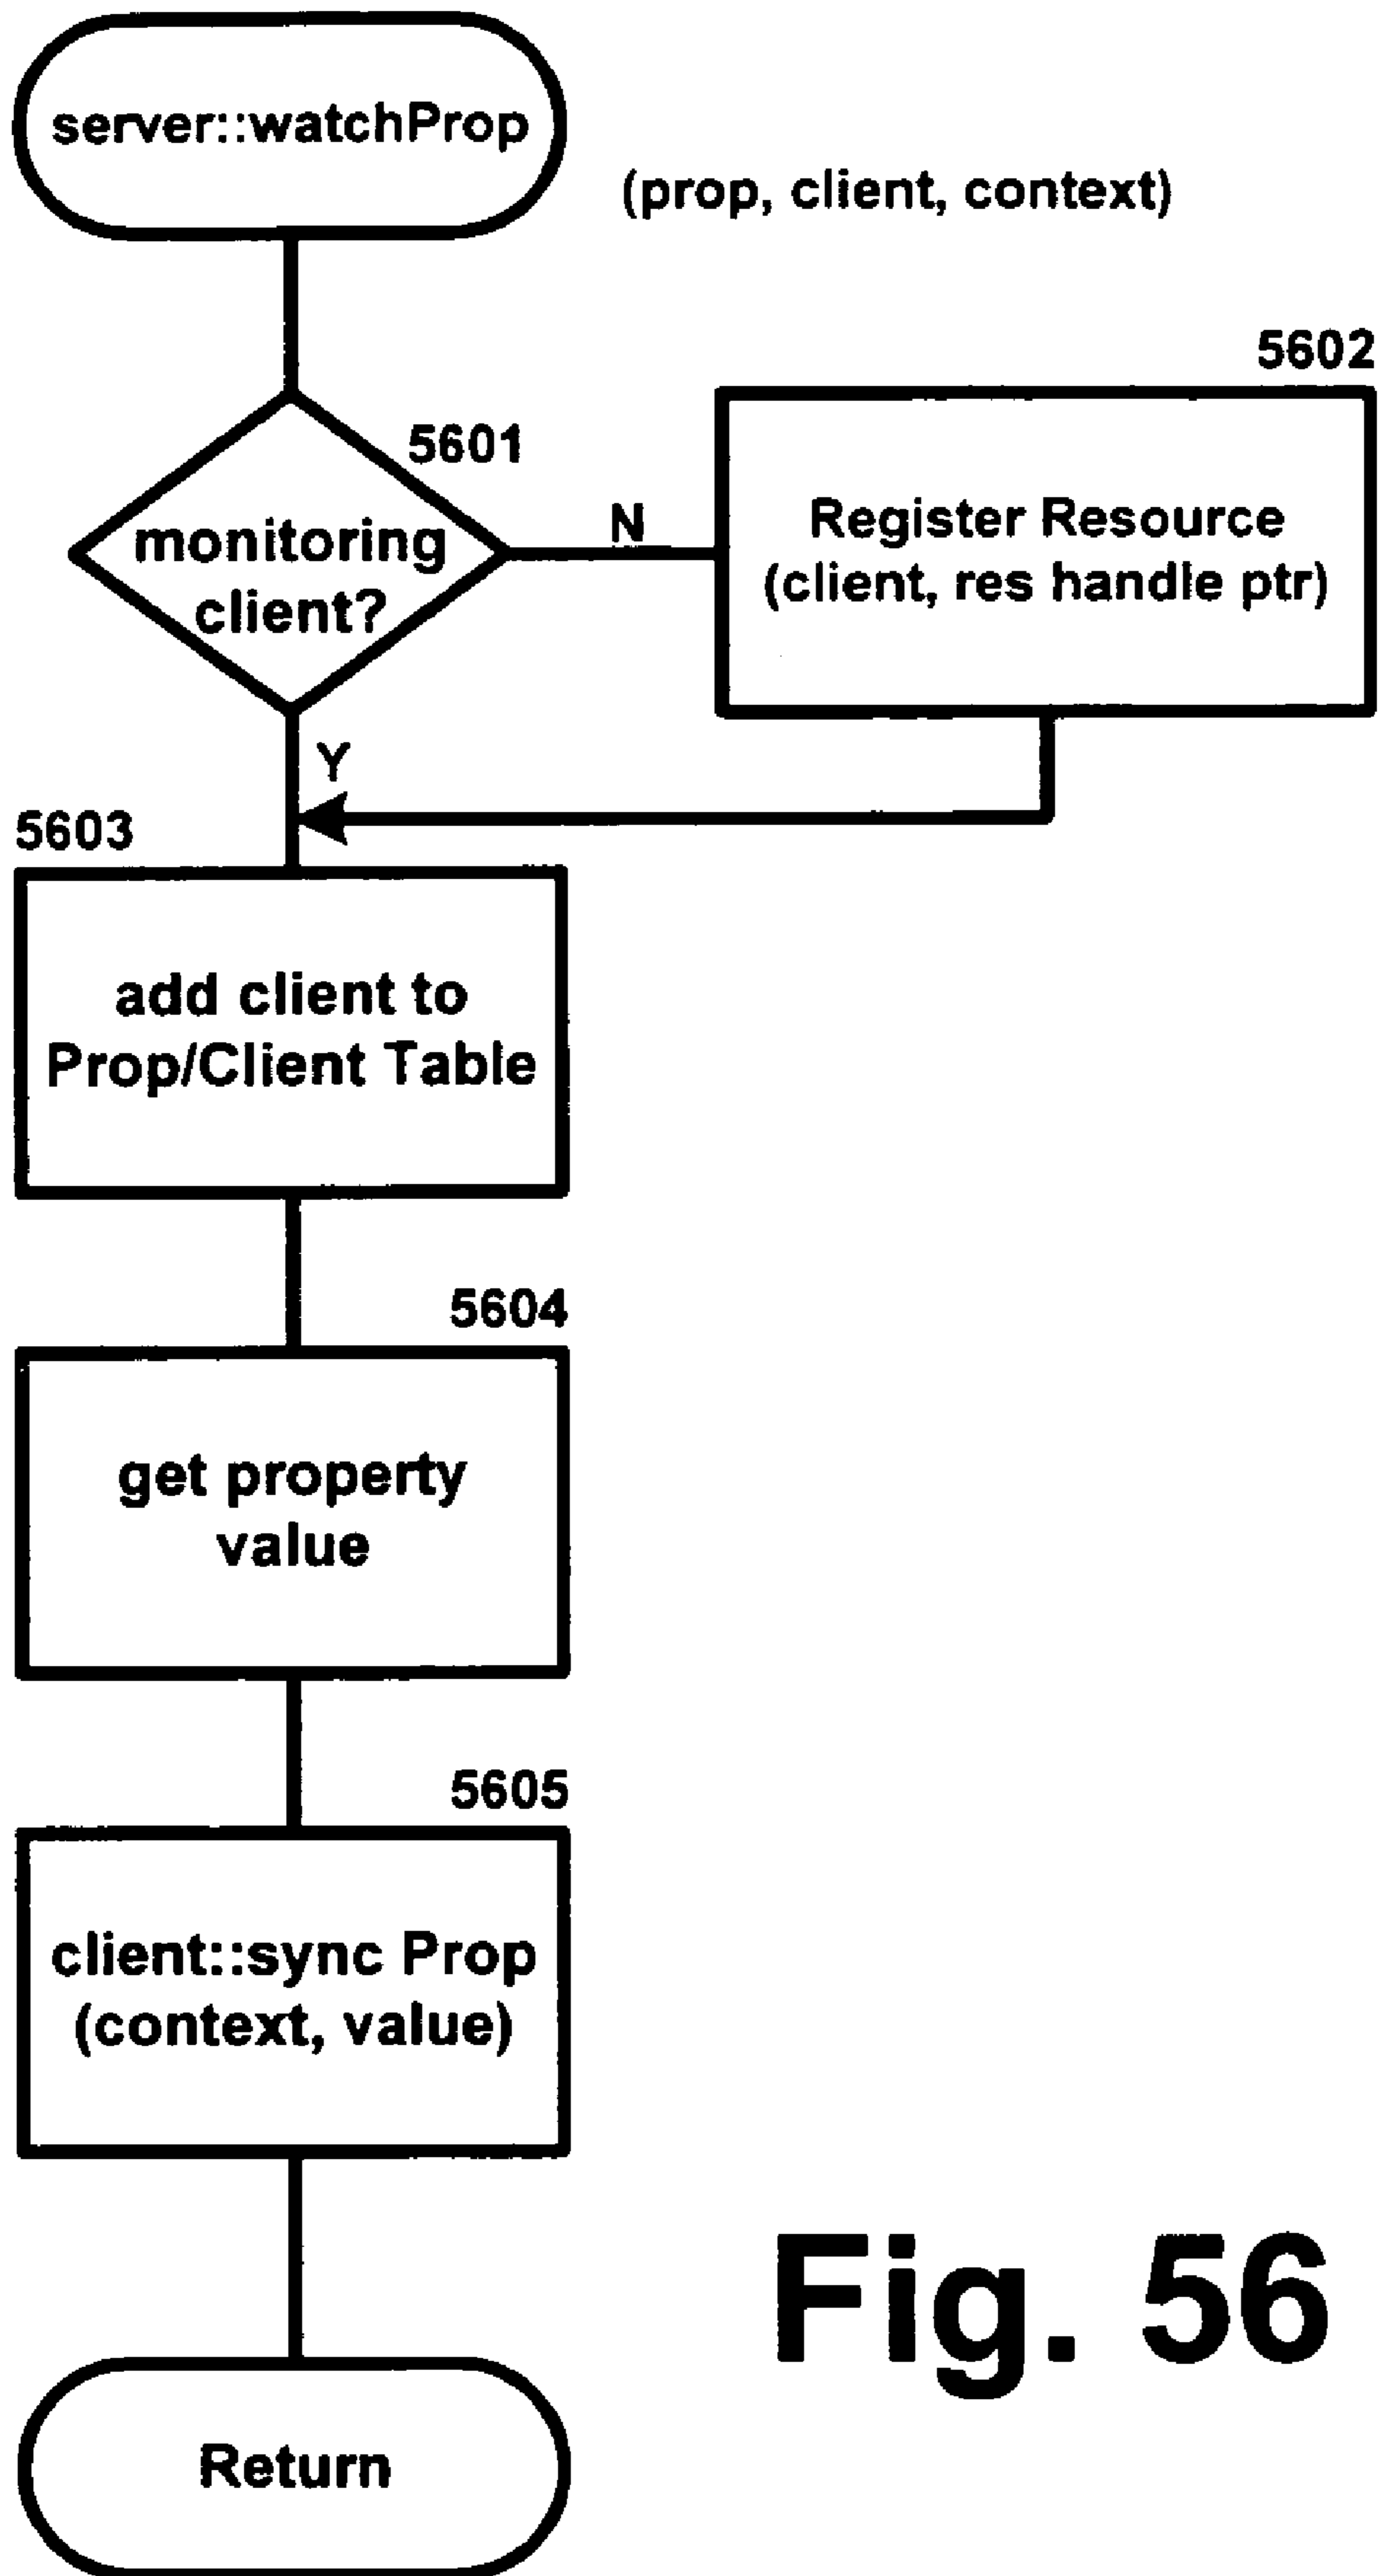 server::watchProp
(prop, client, context)
5602
5601
monitoring
client?
N
Register Resource
(client, res handle ptr)
Y
5603
add client to
Prop/Client Table
5604
get property
value
5605
client::sync Prop
(context, value)
Return
Fig. 56